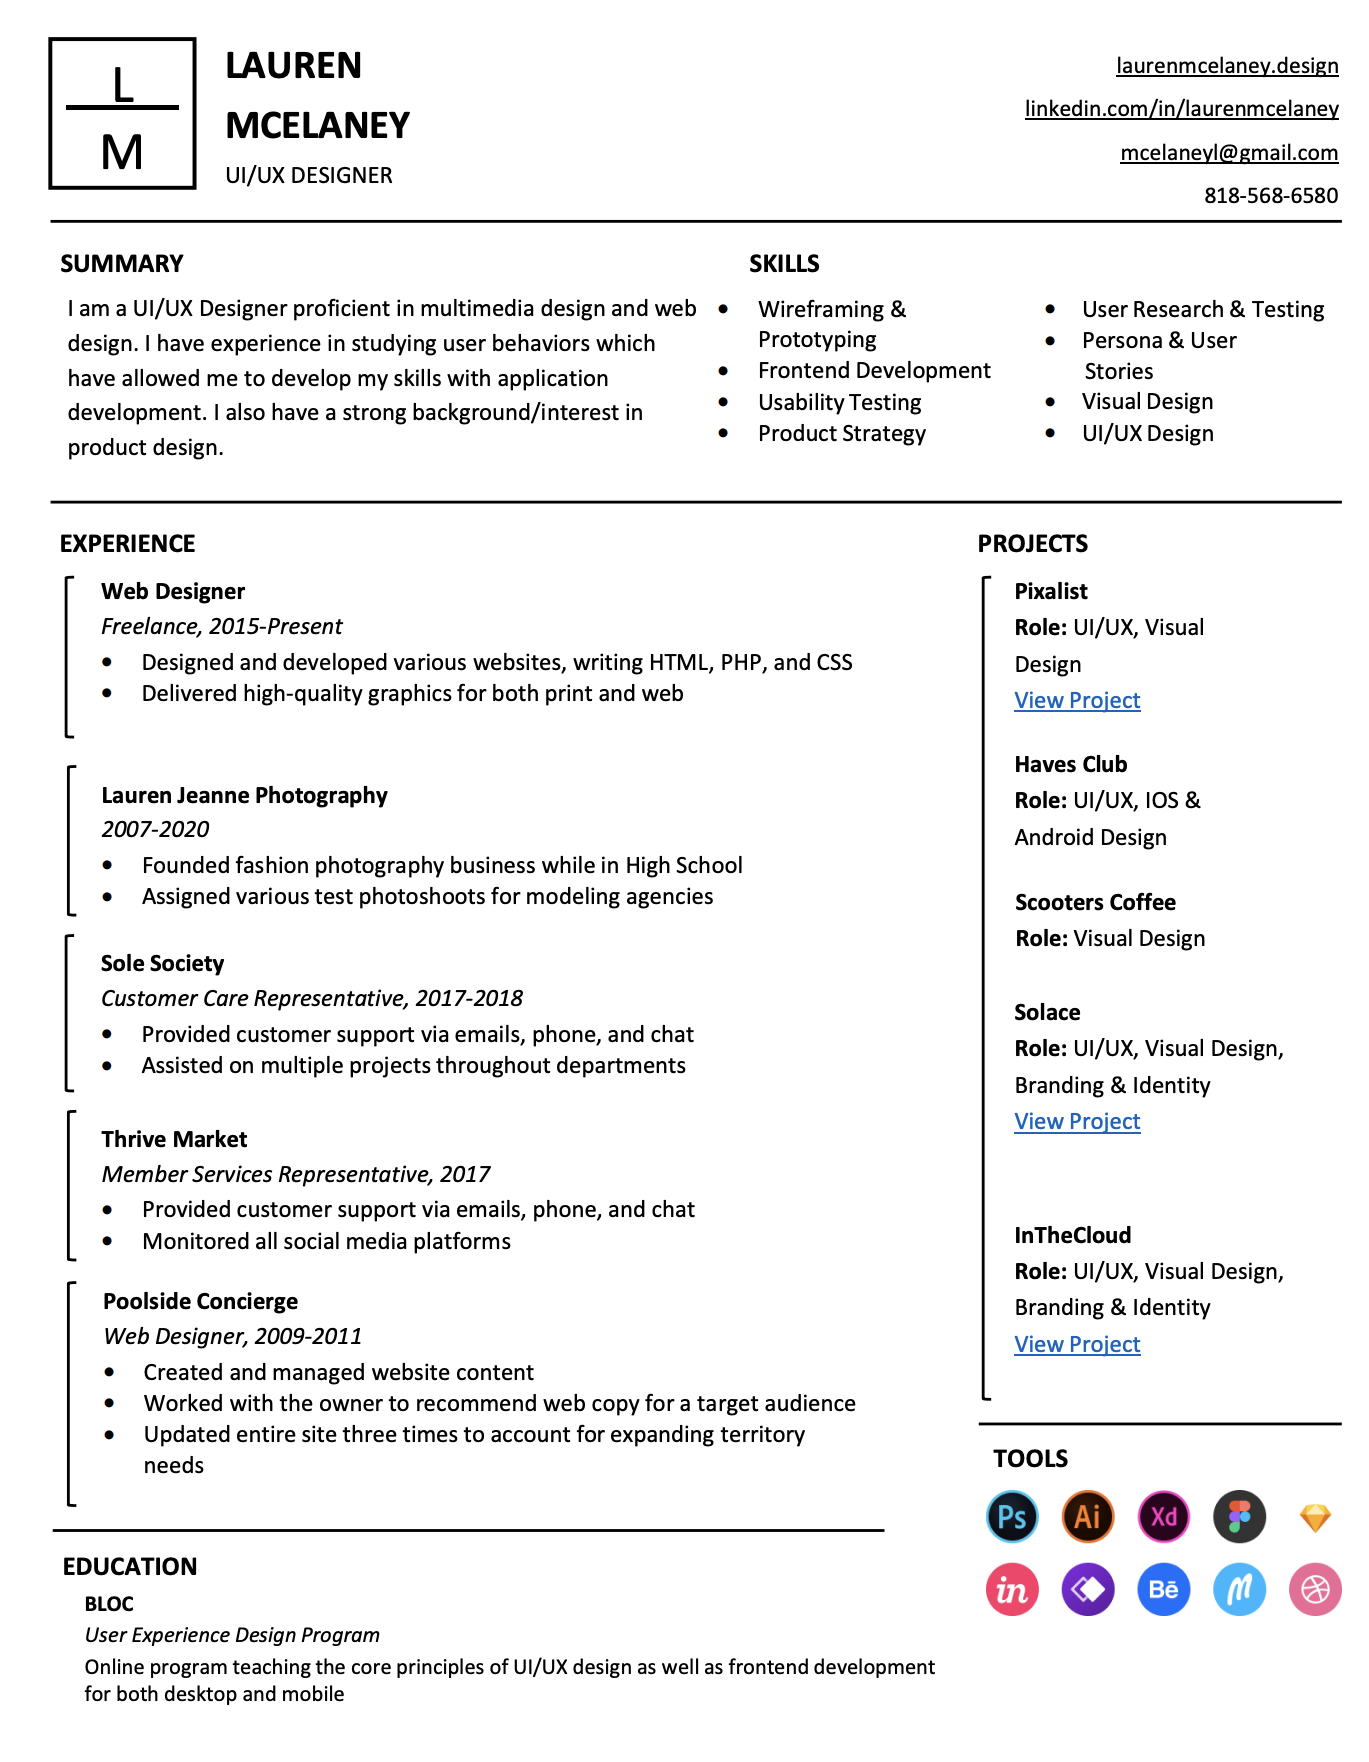 L
M
LAUREN
MCELANEY
UI/UX DESIGNER
laurenmcelaney.design
linkedin.com/in/laurenmcelaney
mcelaneyl@gmail.com
818-568-6580
SUMMARY
I am a UI/UX Designer proficient in multimedia design and web
design. I have experience in studying user behaviors which
have allowed me to develop my skills with application
development. I also have a strong background/interest in
product design.
SKILLS
• Wireframing &
Prototyping
• Frontend Development
• Usability Testing
• Product Strategy
• User Research & Testing
• Persona & User
Stories
• Visual Design
• UI/UX Design
EXPERIENCE
Web Designer
Freelance, 2015-Present
• Designed and developed various websites, writing HTML, PHP, and CSS
• Delivered high-quality graphics for both print and web
Lauren Jeanne Photography
2007-2020
• Founded fashion photography business while in High School
• Assigned various test photoshoots for modeling agencies
Sole Society
Customer Care Representative, 2017-2018
• Provided customer support via emails, phone, and chat
• Assisted on multiple projects throughout departments
Thrive Market
Member Services Representative, 2017
• Provided customer support via emails, phone, and chat
• Monitored all social media platforms
Poolside Concierge
Web Designer, 2009-2011
• Created and managed website content
• Worked with the owner to recommend web copy for a target audience
• Updated entire site three times to account for expanding territory
needs
EDUCATION
BLOC
User Experience Design Program
Online program teaching the core principles of UI/UX design as well as frontend development
for both desktop and mobile
PROJECTS
Pixalist
Role: UI/UX, Visual
Design
View Project
Haves Club
Role: UI/UX, IOS &
Android Design
Scooters Coffee
Role: Visual Design
Solace
Role: UI/UX, Visual Design,
Branding & Identity
View Project
InTheCloud
Role: UI/UX, Visual Design,
Branding & Identity
View Project
TOOLS
Ps Ai Xd
in Bē M